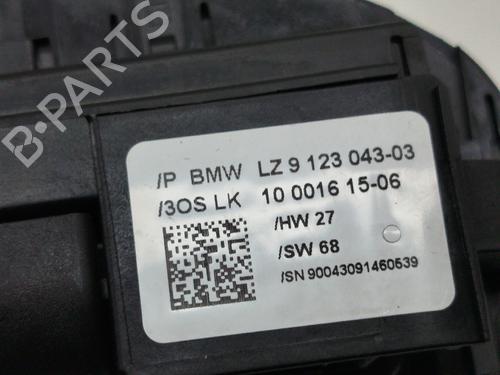 B-PARTS
/P BMW LZ 9 123 043-03
/3OS LK 10 0016 15-06
/HW 27
/SW 68
/SN 90043091460539